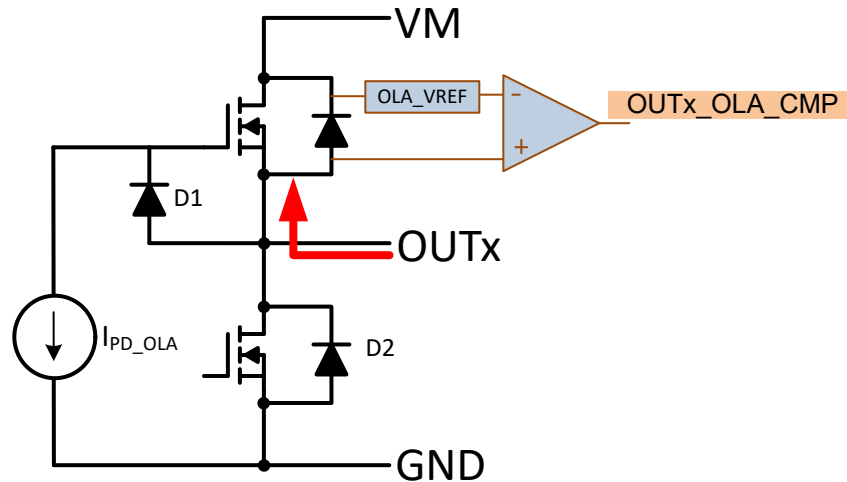 VM
OLA_VREF
-
+
OUTx_OLA_CMP
D1
OUTx
IPD_OLA
D2
GND